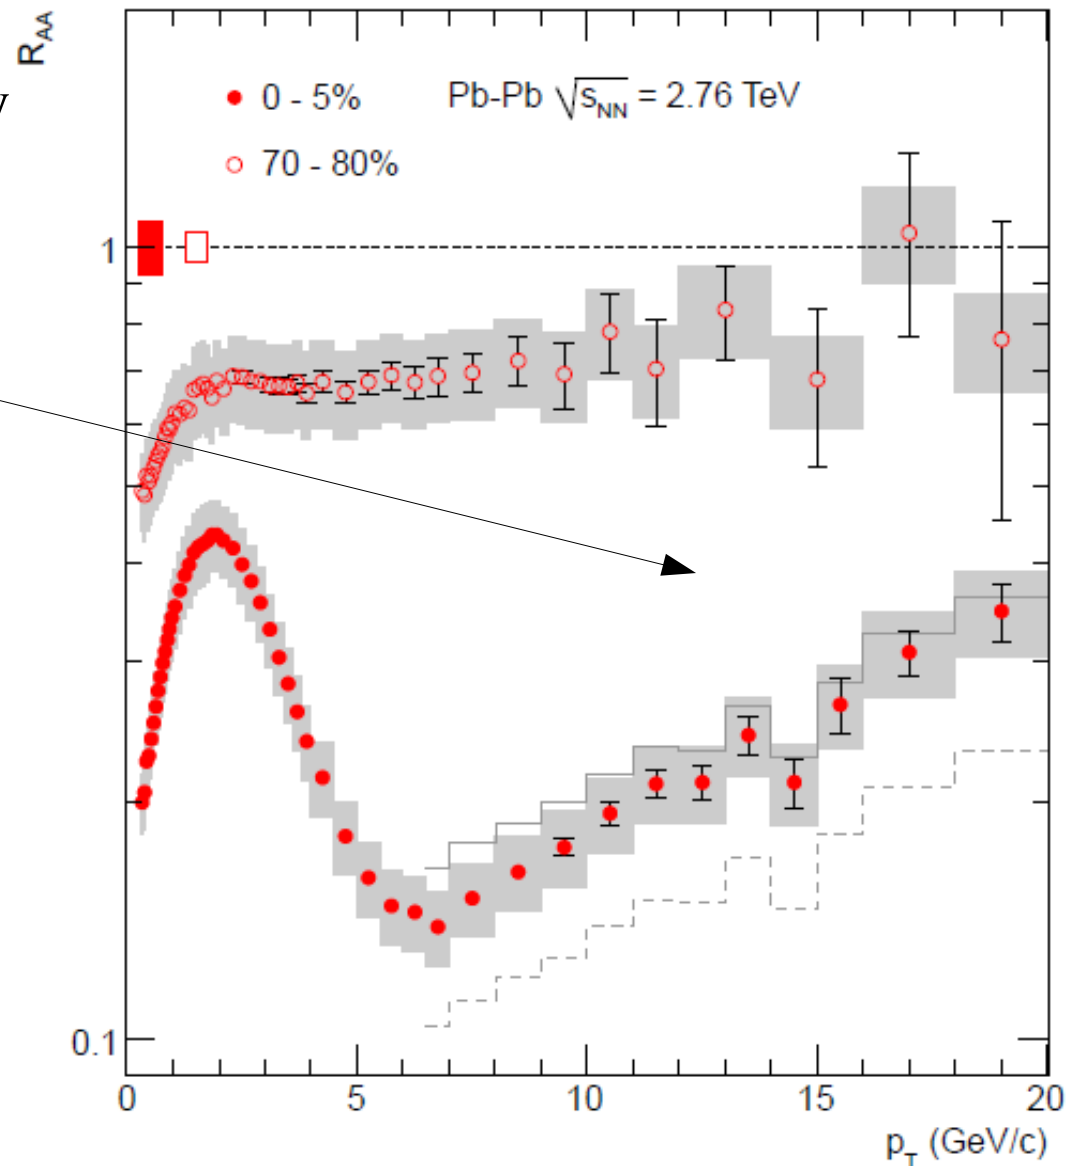 R_AA
0 - 5%
Pb-Pb √s_NN = 2.76 TeV
70 - 80%
1
0.1
0 5 10 15 20
p_T (GeV/c)